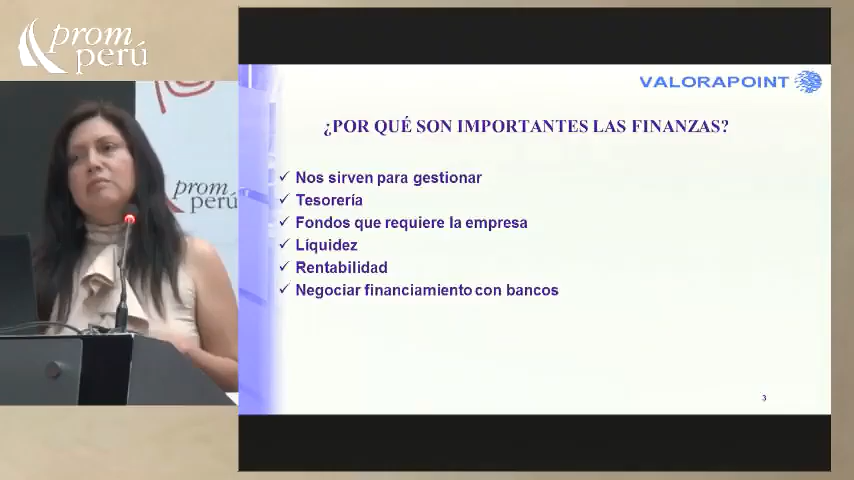 prom
perú
prom
perú
VALORAPOINT
¿POR QUÉ SON IMPORTANTES LAS FINANZAS?
✓ Nos sirven para gestionar
✓ Tesorería
✓ Fondos que requiere la empresa
✓ Líquidez
✓ Rentabilidad
✓ Negociar financiamiento con bancos
3